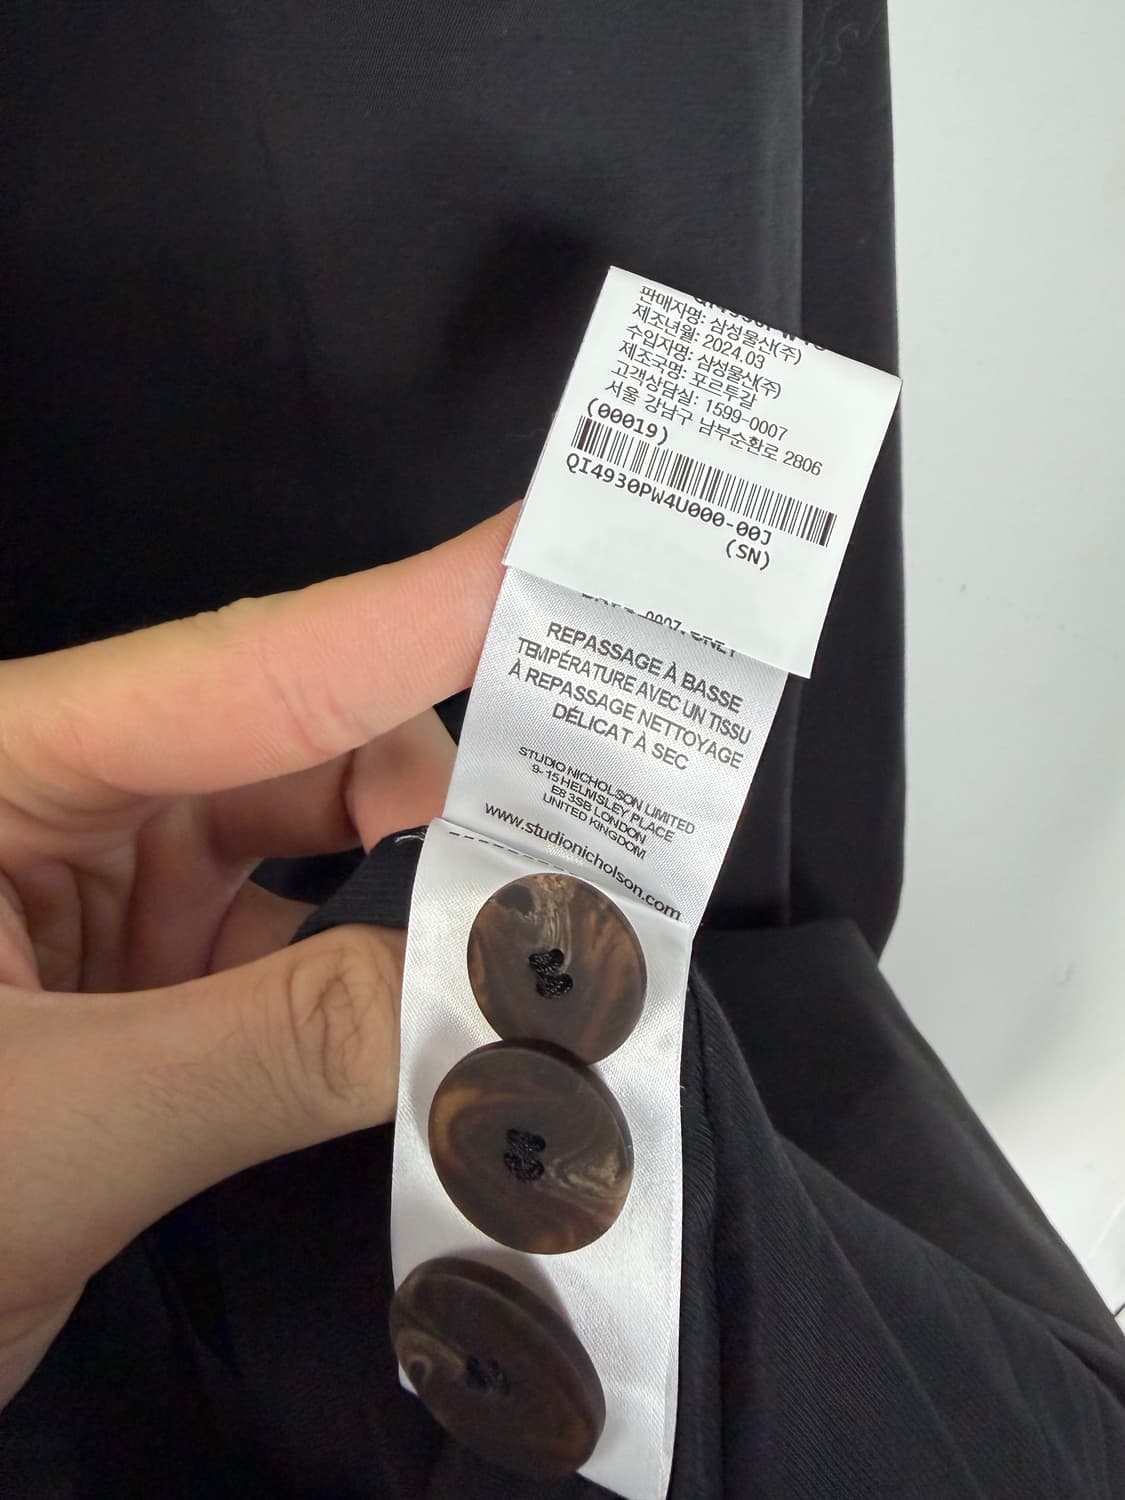 판매자명: 삼성물산(주)
제조년월: 2024.03
수입자명: 삼성물산(주)
제조국명: 포르투갈
고객상담실: 1599-0007
서울 강남구 남부순환로 2806
(00019)
QI4930PW4U000-00J
(SN)
REPASSAGE À BASSE
TEMPÉRATURE AVEC UN TISSU
À REPASSAGE NETTOYAGE
DÉLICAT À SEC
STUDIO NICHOLSON LIMITED
9-15 HELMSLEY PLACE
E8 3SB LONDON
UNITED KINGDOM
www.studionicholson.com